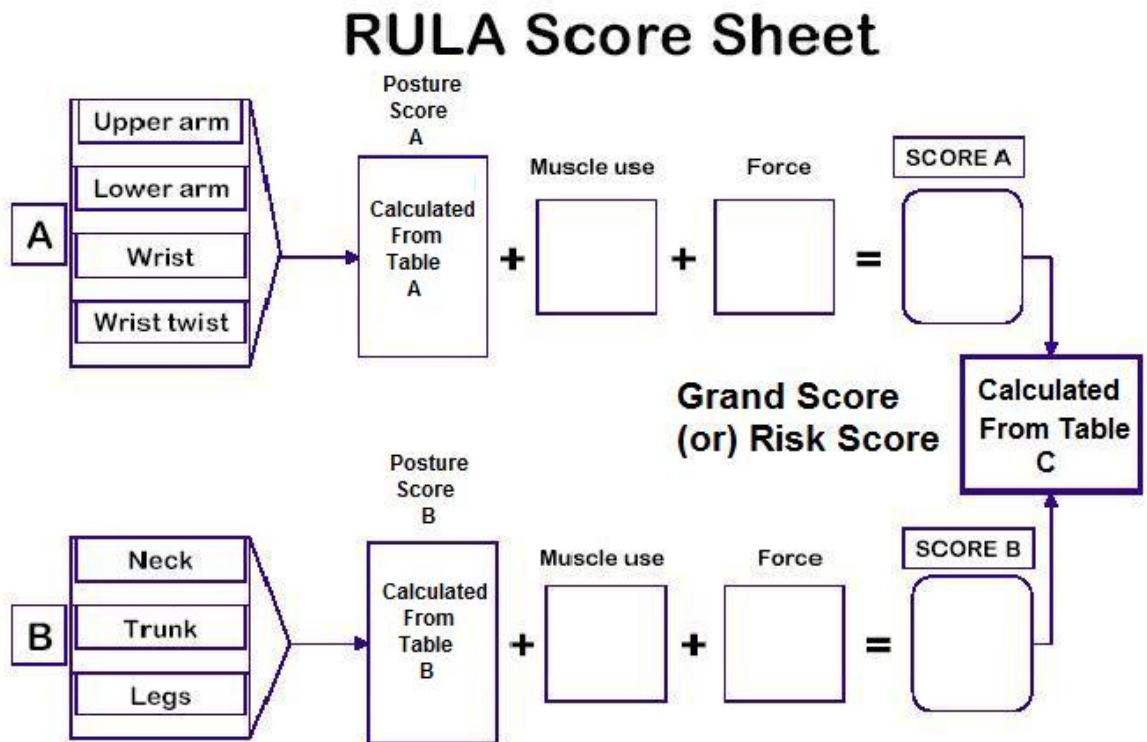 RULA Score Sheet
A
Upper arm
Lower arm
Wrist
Wrist twist
Posture
Score
A
Calculated
From
Table
A
+
Muscle use
+
Force
=
SCORE A
Grand Score
(or) Risk Score
Calculated
From Table
C
B
Neck
Trunk
Legs
Posture
Score
B
Calculated
From
Table
B
+
Muscle use
+
Force
=
SCORE B